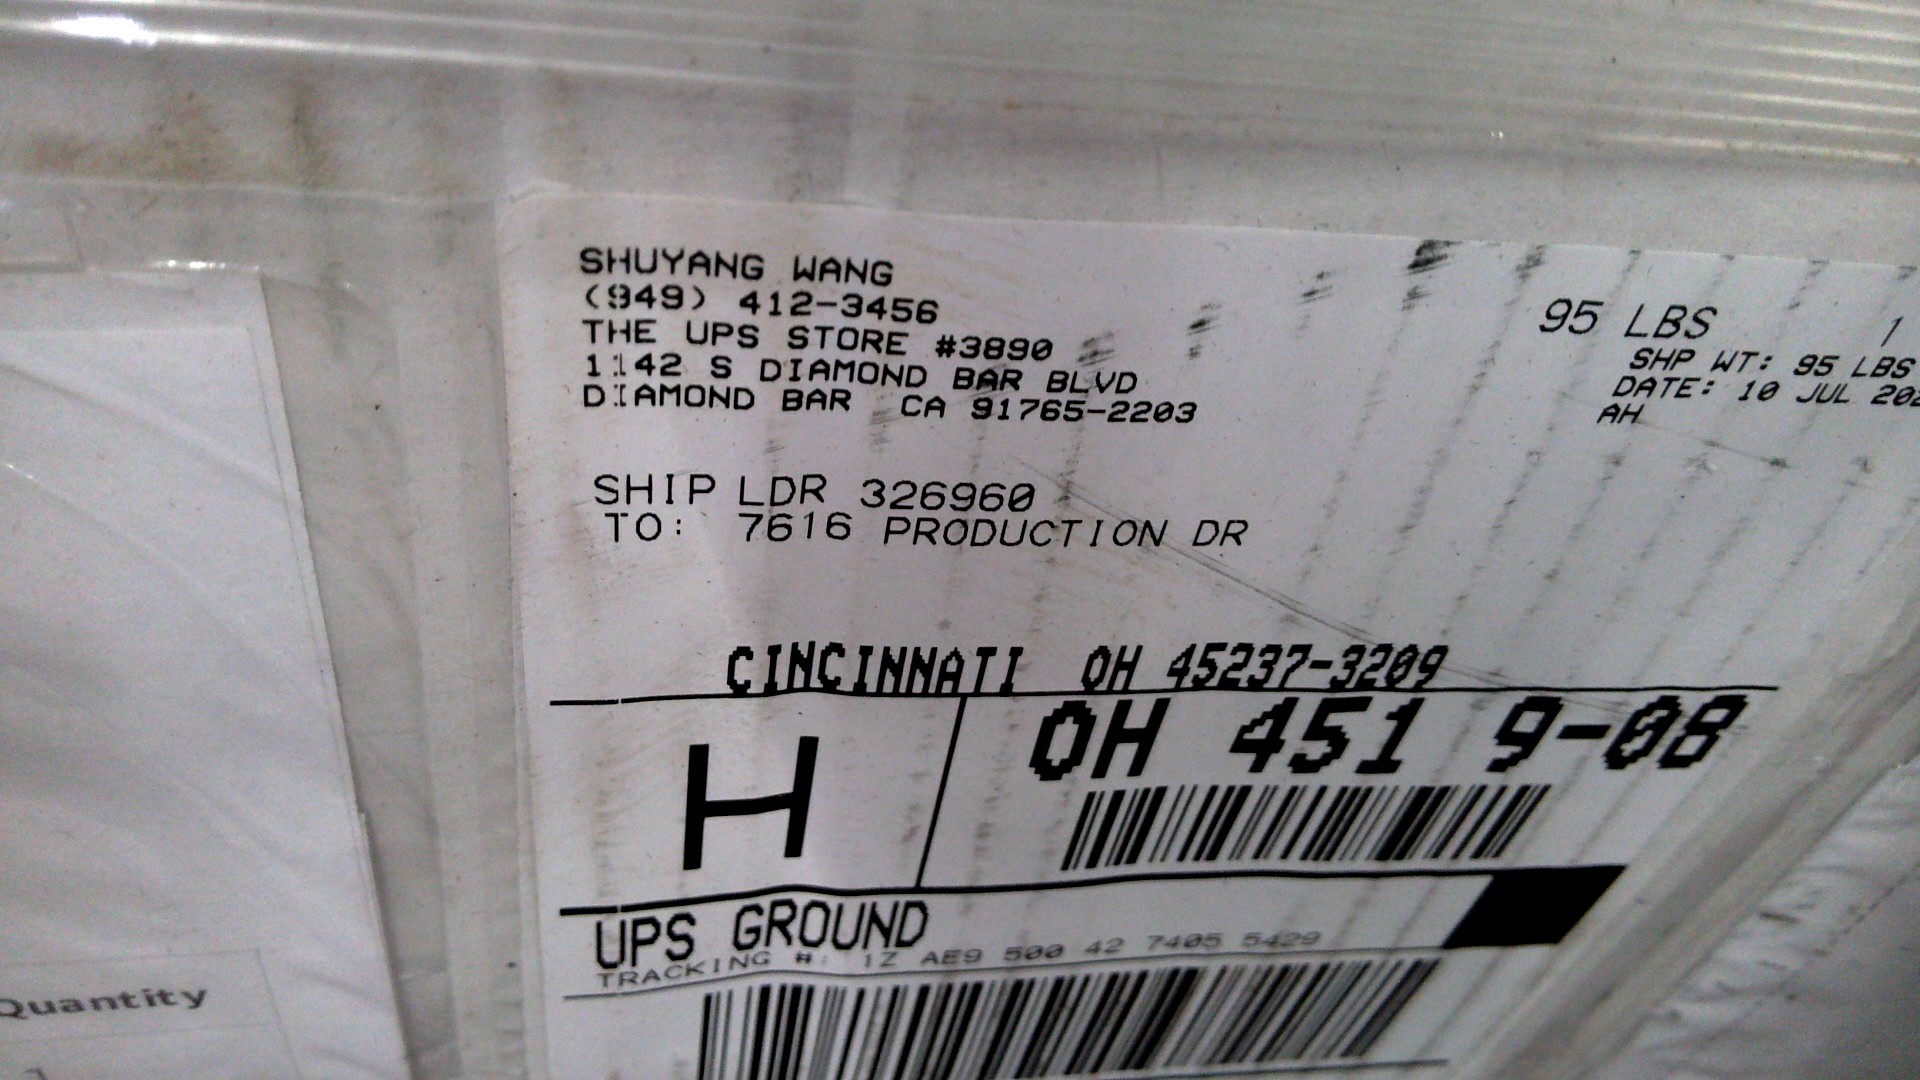 SHUYANG WANG
(949) 412-3456
THE UPS STORE #3890
1142 S DIAMOND BAR BLVD
DIAMOND BAR CA 91765-2203
95 LBS 1
SHP WT: 95 LBS
DATE: 10 JUL 202
AH
SHIP LDR 326960
TO: 7616 PRODUCTION DR
CINCINNATI OH 45237-3209
H
OH 451 9-08
UPS GROUND
TRACKING #: 1Z AE9 500 42 7405 5429
Quantity